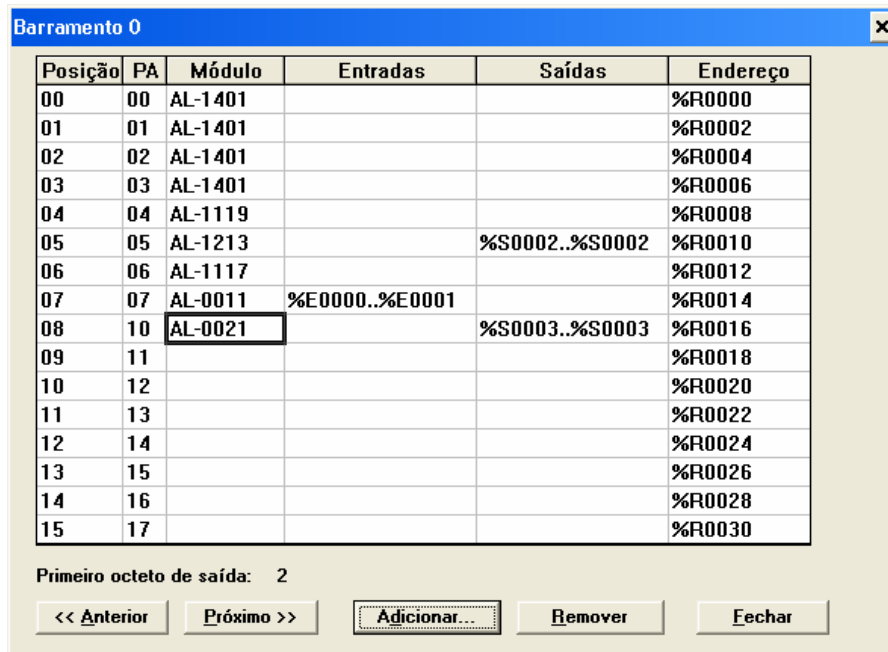 Barramento 0
Posição PA Módulo Entradas Saídas Endereço
00 00 AL-1401 %R0000
01 01 AL-1401 %R0002
02 02 AL-1401 %R0004
03 03 AL-1401 %R0006
04 04 AL-1119 %R0008
05 05 AL-1213 %S0002..%S0002 %R0010
06 06 AL-1117 %R0012
07 07 AL-0011 %E0000..%E0001 %R0014
08 10 AL-0021 %S0003..%S0003 %R0016
09 11 %R0018
10 12 %R0020
11 13 %R0022
12 14 %R0024
13 15 %R0026
14 16 %R0028
15 17 %R0030
Primeiro octeto de saída: 2
<< Anterior Próximo >> Adicionar... Remover Fechar